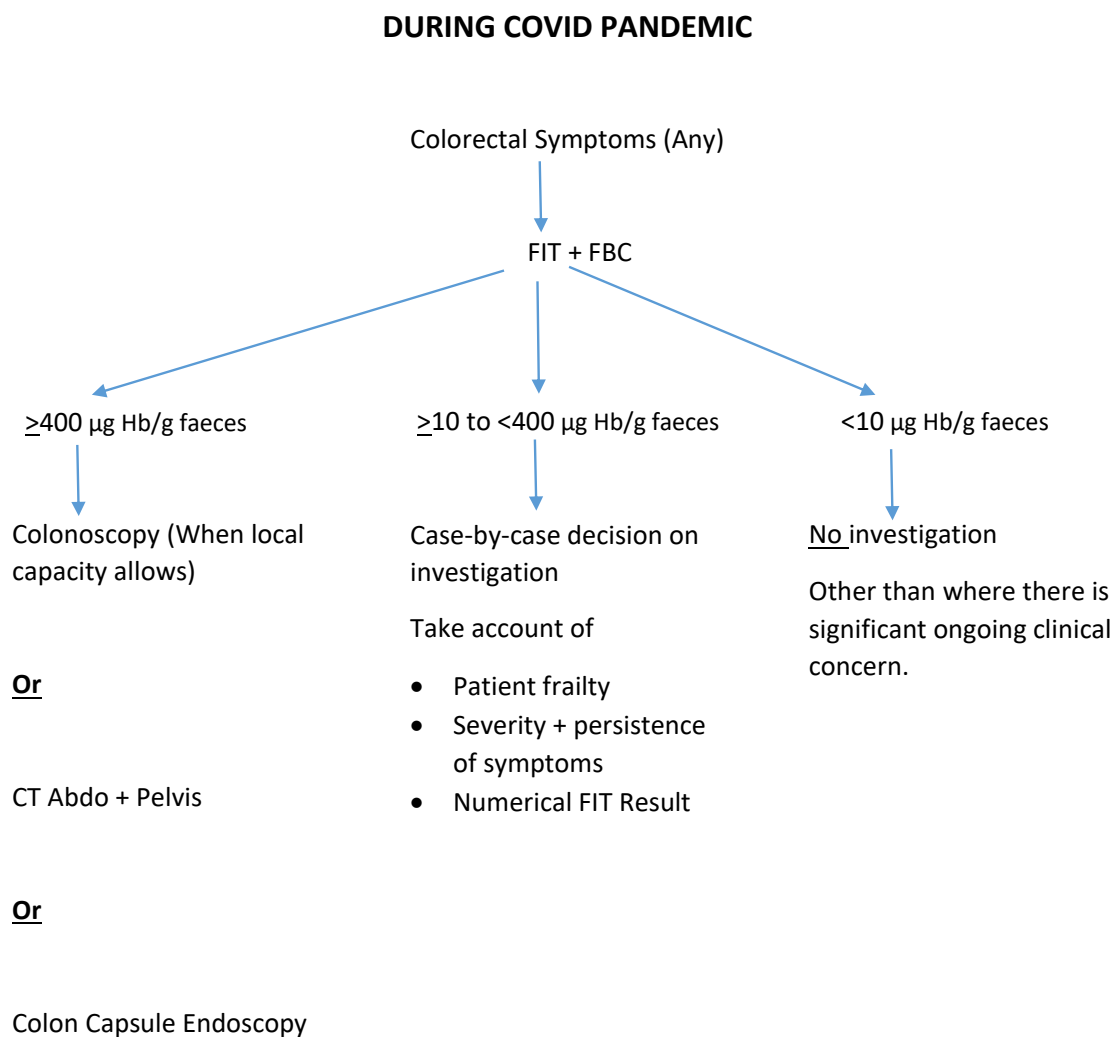 DURING COVID PANDEMIC
Colorectal Symptoms (Any)
FIT + FBC
≥400 µg Hb/g faeces
≥10 to <400 µg Hb/g faeces
<10 µg Hb/g faeces
Colonoscopy (When local
capacity allows)
Or
CT Abdo + Pelvis
Or
Colon Capsule Endoscopy
Case-by-case decision on
investigation
Take account of
• Patient frailty
• Severity + persistence
of symptoms
• Numerical FIT Result
No investigation
Other than where there is
significant ongoing clinical
concern.